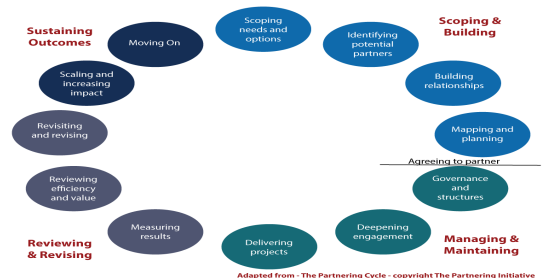 Sustaining
Outcomes
Scoping
needs and
options
Scoping &
Building
Moving On
Identifying
potential
partners
Scaling and
increasing
impact
Building
relationships
Revisiting
and revising
Mapping and
planning
Agreeing to partner
Reviewing
efficiency
and value
Governance
and
structures
Measuring
results
Deepening
engagement
Delivering
projects
Reviewing
& Revising
Managing &
Maintaining
Adapted from - The Partnering Cycle - copyright The Partnering Initiative